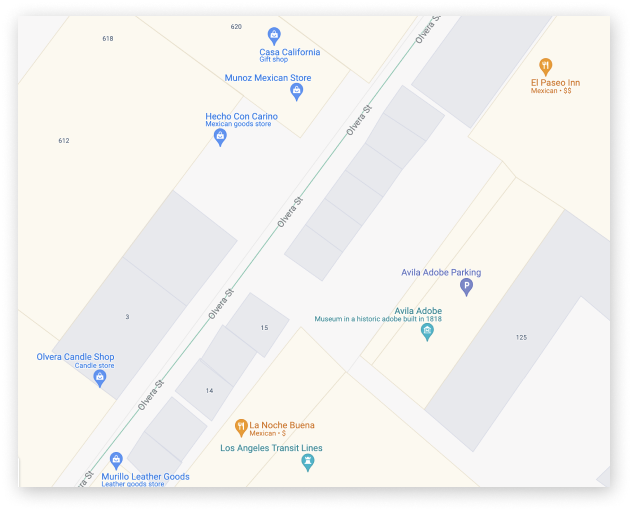 Olvera St
620
618
Casa California
Gift shop
El Paseo Inn
Mexican • $$
Munoz Mexican Store
Hecho Con Carino
Mexican goods store
Olvera St
612
Olvera St
Avila Adobe Parking
Olvera St
Avila Adobe
Museum in a historic adobe built in 1818
3
15
125
Olvera Candle Shop
Candle store
Olvera St
14
La Noche Buena
Mexican • $
Los Angeles Transit Lines
Murillo Leather Goods
Leather goods store
ra St